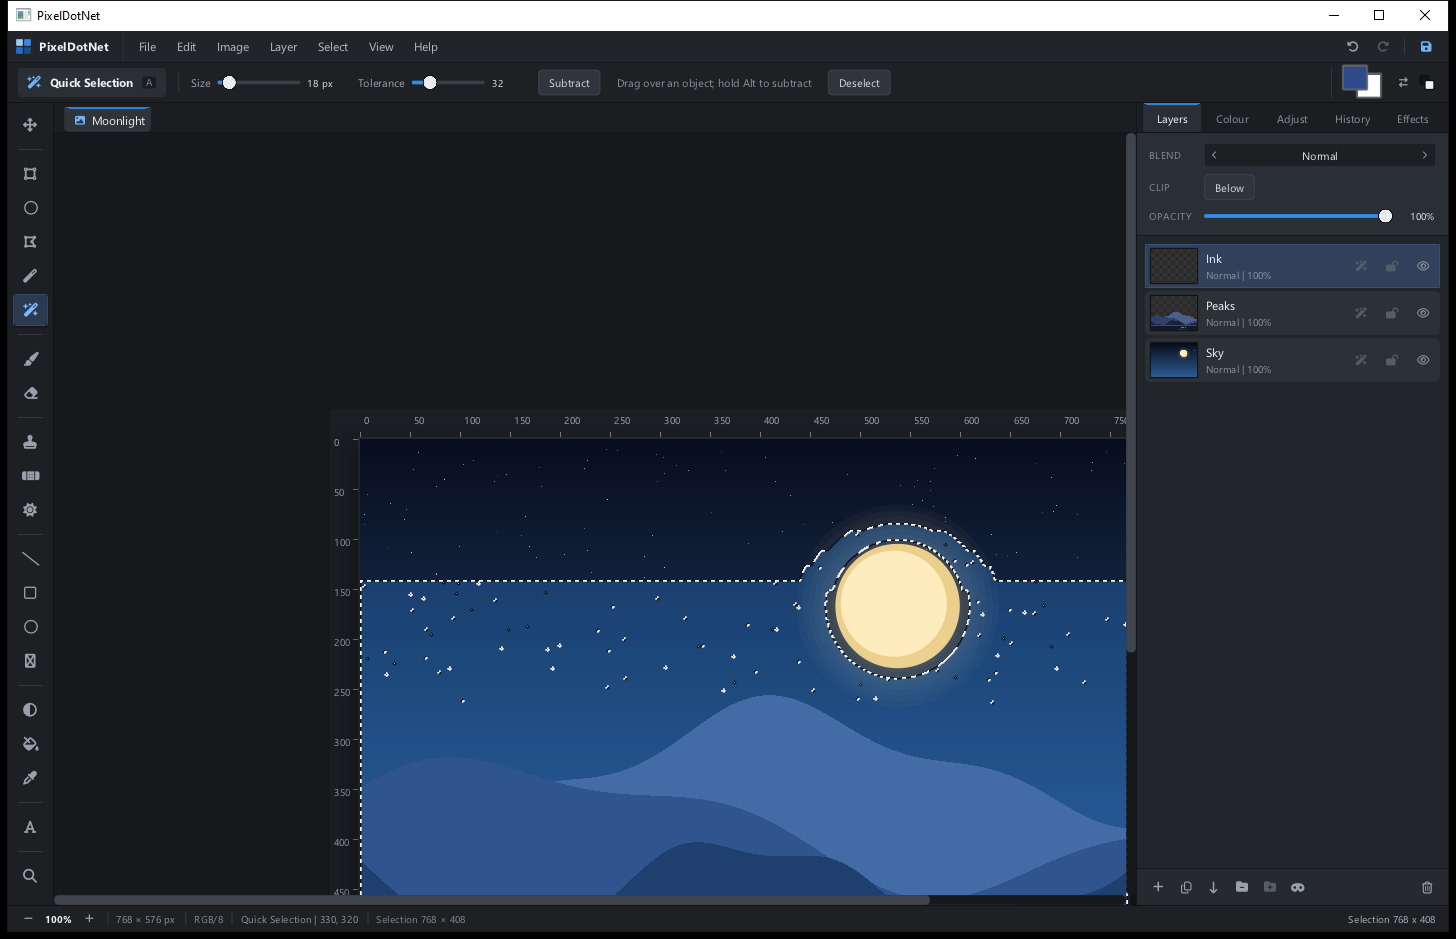 PixelDotNet
PixelDotNet File Edit Image Layer Select View Help
Quick Selection A Size 18 px Tolerance 32 Subtract Drag over an object; hold Alt to subtract Deselect
Moonlight
Layers Colour Adjust History Effects
BLEND Normal
CLIP Below
OPACITY 100%
Ink
Normal | 100%
Peaks
Normal | 100%
Sky
Normal | 100%
0 50 100 150 200 250 300 350 400 450 500 550 600 650 700 750
0
50
100
150
200
250
300
350
400
450
A
100% 768 × 576 px RGB/8 Quick Selection | 330, 320 Selection 768 × 408 Selection 768 x 408